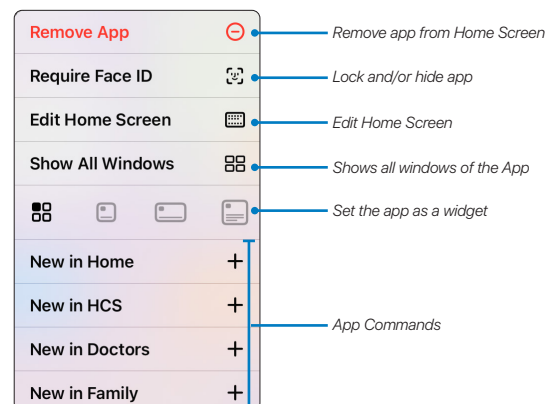 Remove App
Remove app from Home Screen
Require Face ID
Lock and/or hide app
Edit Home Screen
Edit Home Screen
Show All Windows
Shows all windows of the App
Set the app as a widget
New in Home
New in HCS
App Commands
New in Doctors
New in Family